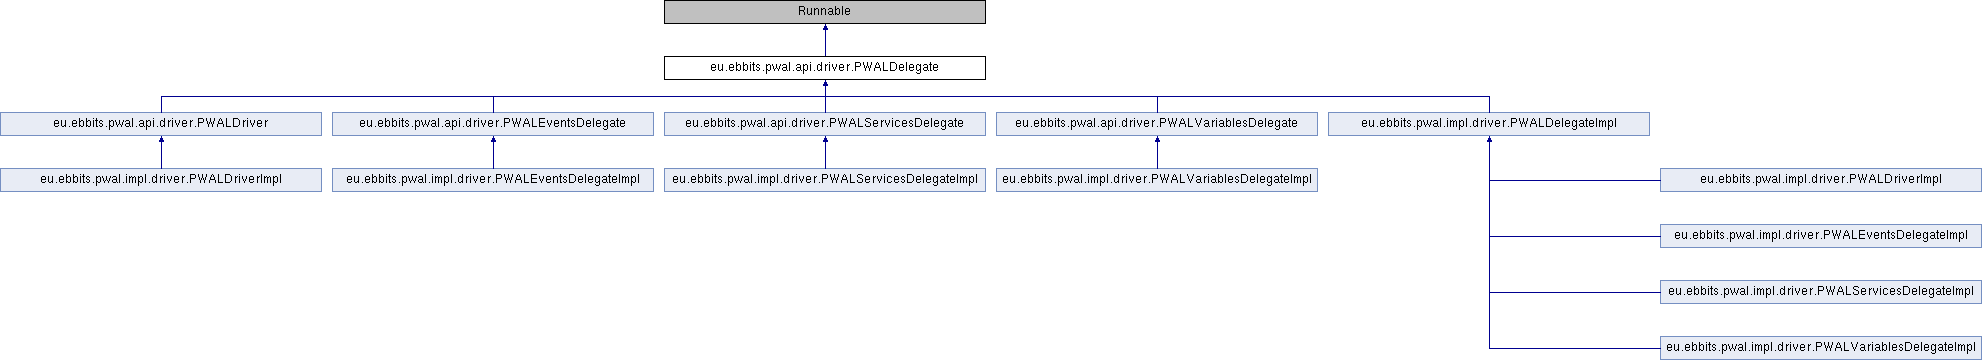 Runnable
eu.ebbits.pwal.api.driver.PWALDelegate
eu.ebbits.pwal.api.driver.PWALDriver
eu.ebbits.pwal.api.driver.PWALEventsDelegate
eu.ebbits.pwal.api.driver.PWALServicesDelegate
eu.ebbits.pwal.api.driver.PWALVariablesDelegate
eu.ebbits.pwal.impl.driver.PWALDelegateImpl
eu.ebbits.pwal.impl.driver.PWALDriverImpl
eu.ebbits.pwal.impl.driver.PWALEventsDelegateImpl
eu.ebbits.pwal.impl.driver.PWALServicesDelegateImpl
eu.ebbits.pwal.impl.driver.PWALVariablesDelegateImpl
eu.ebbits.pwal.impl.driver.PWALDriverImpl
eu.ebbits.pwal.impl.driver.PWALEventsDelegateImpl
eu.ebbits.pwal.impl.driver.PWALServicesDelegateImpl
eu.ebbits.pwal.impl.driver.PWALVariablesDelegateImpl